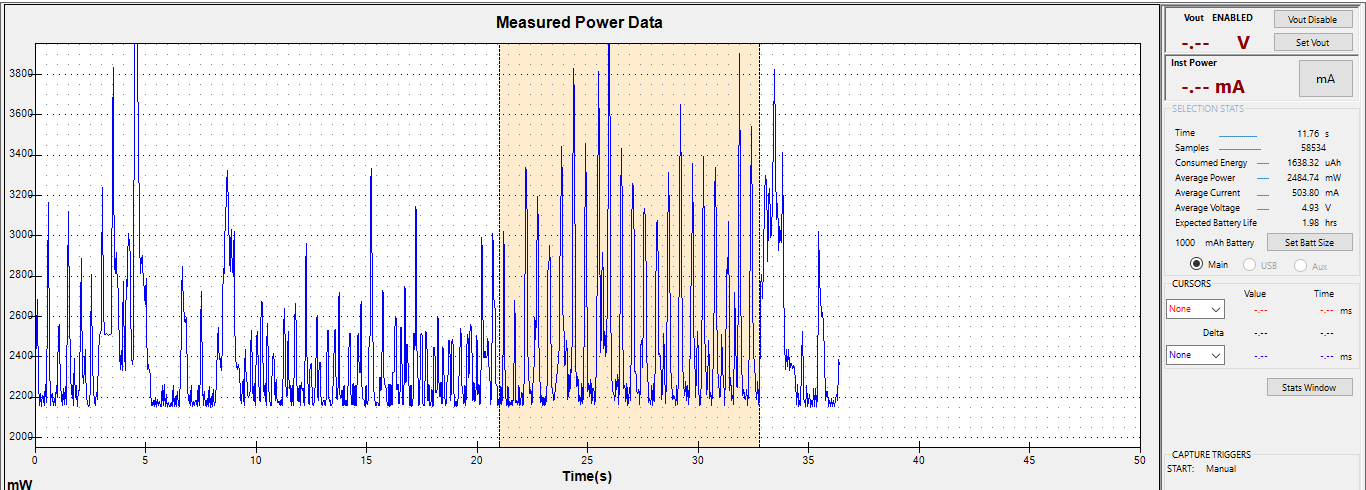 Measured Power Data
3800
3600
3400
3200
3000
2800
2600
2400
2200
2000
0 5 10 15 20 25 30 35 40 45 50
Time(s)
mW
Vout ENABLED Vout Disable
-.-- V Set Vout
Inst Power
-.-- mA mA
SELECTION STATS
Time 11.76 s
Samples 58534
Consumed Energy 1638.32 uAh
Average Power 2484.74 mW
Average Current 503.80 mA
Average Voltage 4.93 V
Expected Battery Life 1.98 hrs
1000 mAh Battery Set Batt Size
Main USB Aux
CURSORS
Value Time
None -.-- -.-- ms
Delta -.-- -.--
None -.-- -.-- ms
Stats Window
CAPTURE TRIGGERS
START: Manual